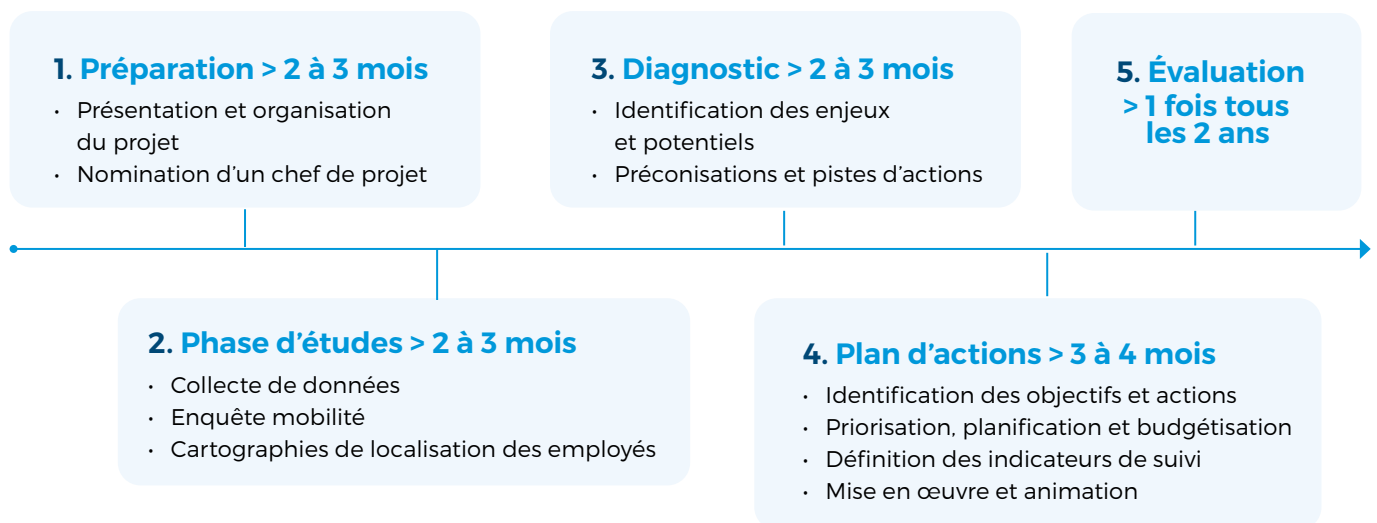 1. Préparation > 2 à 3 mois
• Présentation et organisation
du projet
• Nomination d’un chef de projet
2. Phase d’études > 2 à 3 mois
• Collecte de données
• Enquête mobilité
• Cartographies de localisation des employés
3. Diagnostic > 2 à 3 mois
• Identification des enjeux
et potentiels
• Préconisations et pistes d’actions
4. Plan d’actions > 3 à 4 mois
• Identification des objectifs et actions
• Priorisation, planification et budgétisation
• Définition des indicateurs de suivi
• Mise en œuvre et animation
5. Évaluation
> 1 fois tous
les 2 ans